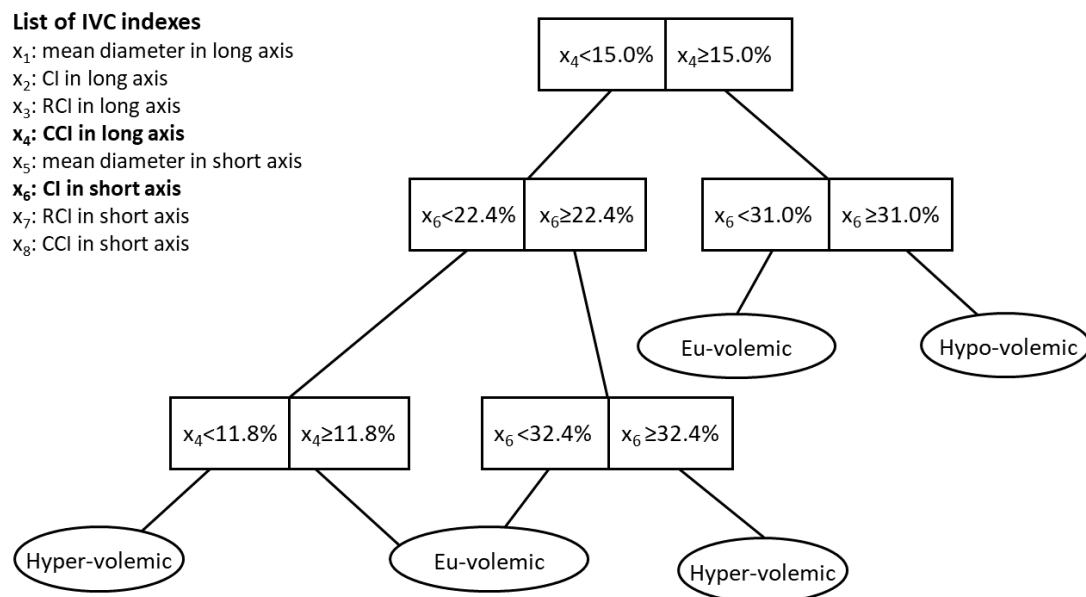 List of IVC indexes
x₁: mean diameter in long axis
x₂: CI in long axis
x₃: RCI in long axis
x₄: CCI in long axis
x₅: mean diameter in short axis
x₆: CI in short axis
x₇: RCI in short axis
x₈: CCI in short axis
x₄<15.0% x₄≥15.0%
x₆<22.4% x₆≥22.4% x₆<31.0% x₆≥31.0%
Eu-volemic Hypo-volemic
x₄<11.8% x₄≥11.8% x₆<32.4% x₆≥32.4%
Hyper-volemic Eu-volemic Hyper-volemic